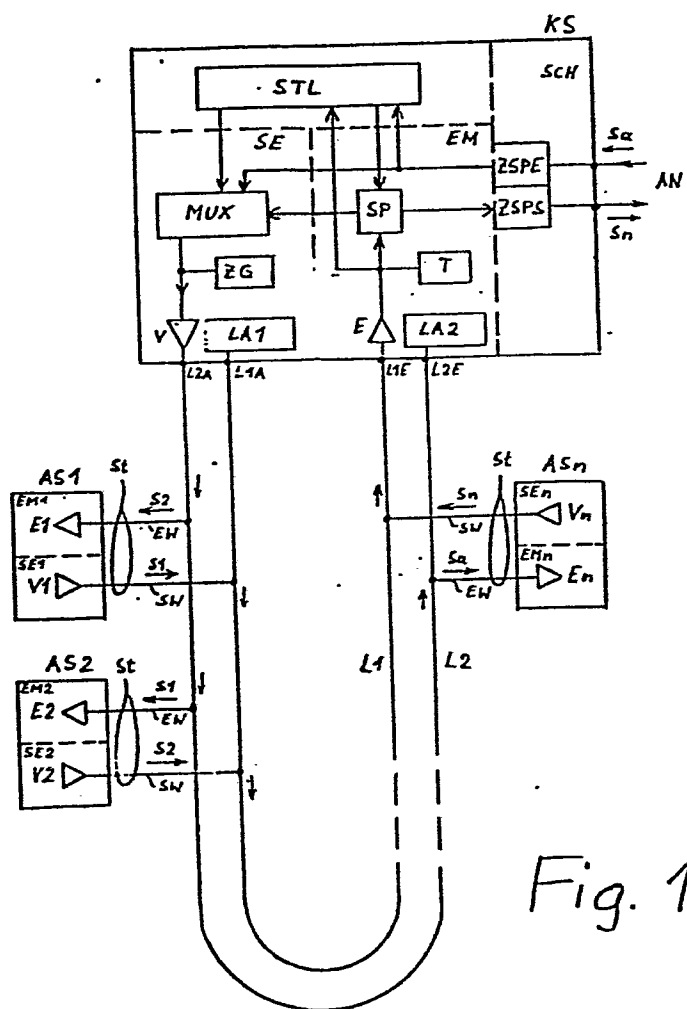 KS
SCH
STL
SE
EM
Sa
ZSPE
AN
ZSPS
Sn
MUX
SP
ZG
T
V
LA1
E
LA2
L2A
L1A
L1E
L2E
AS1
St
EM1
E1
S2
EW
SE1
V1
S1
SW
St
ASn
SEn
Vn
Sn
SW
EMn
En
Sa
EW
AS2
St
EM2
E2
S1
EW
SE2
V2
S2
SW
L1
L2
Fig. 1